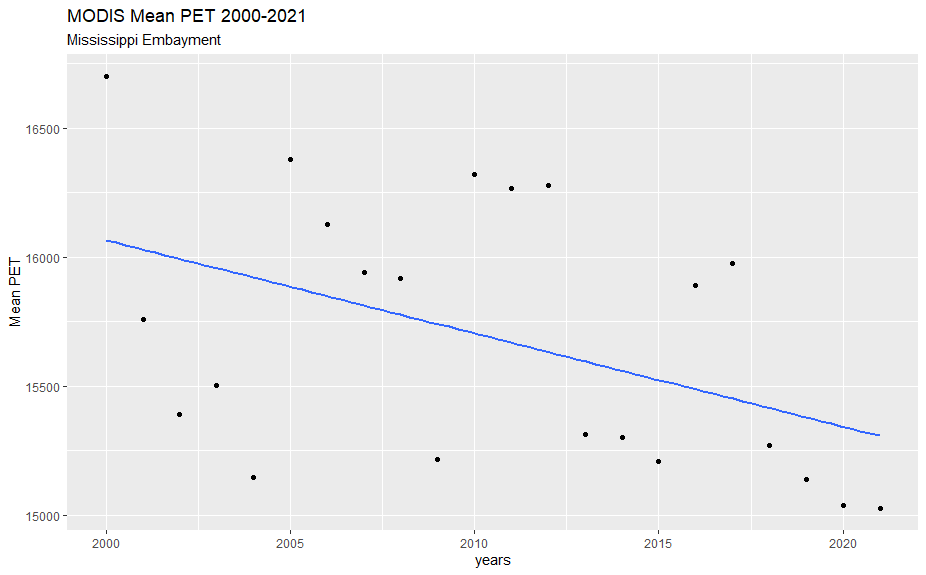 MODIS Mean PET 2000-2021
Mississippi Embayment
Mean PET
16500
16000
15500
15000
2000 2005 2010 2015 2020
years